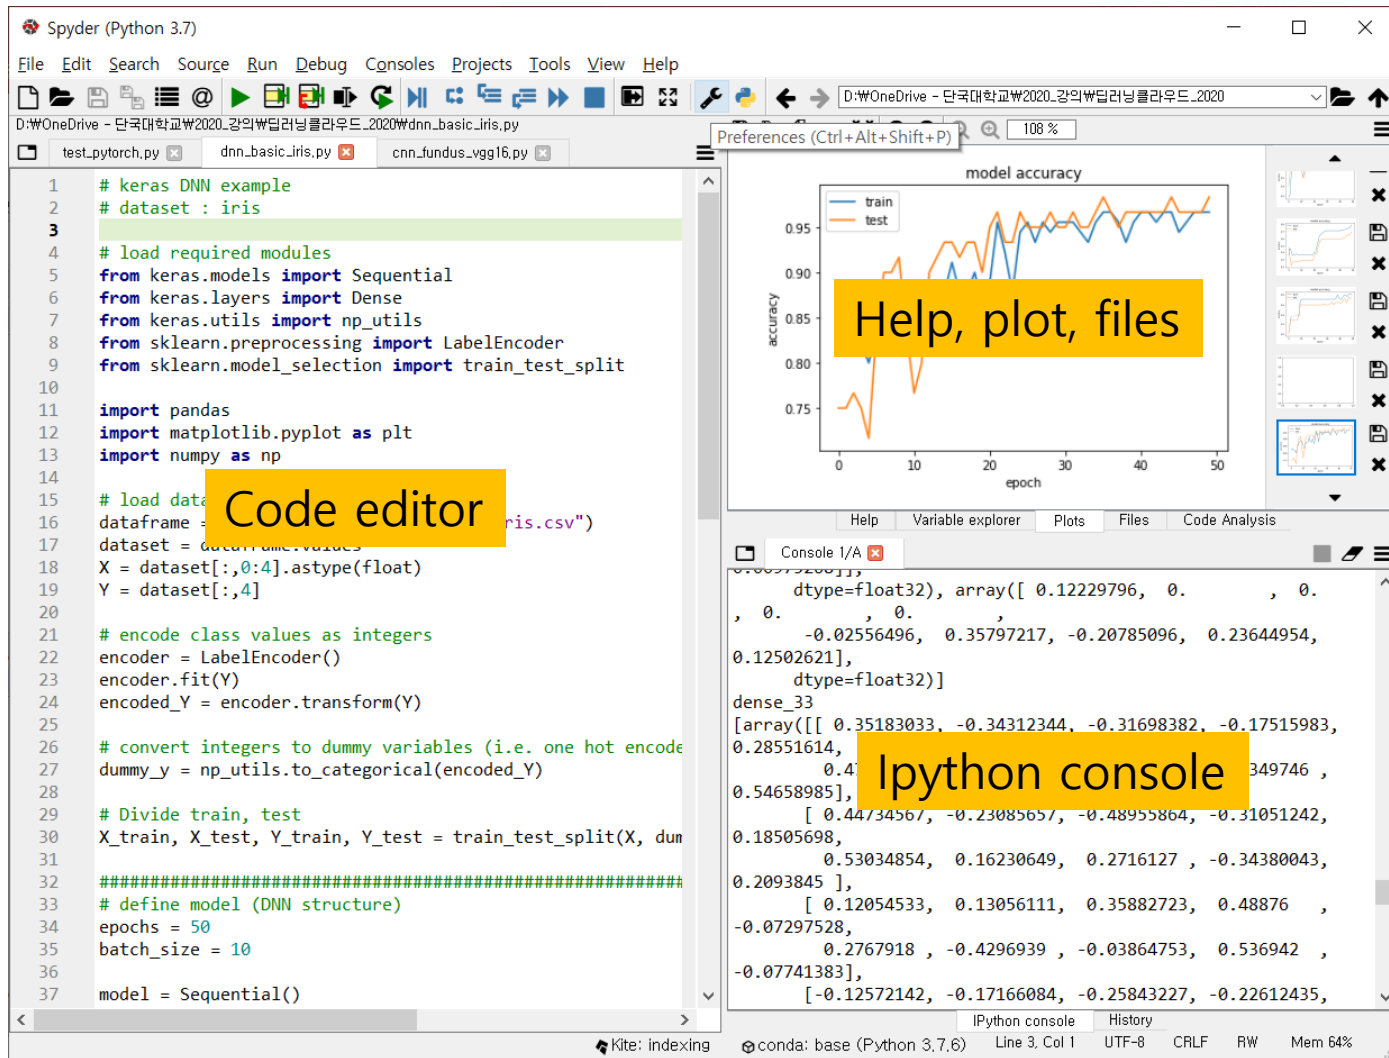 Spyder (Python 3.7)
File Edit Search Source Run Debug Consoles Projects Tools View Help
D:₩OneDrive - 단국대학교₩2020_강의₩딥러닝클라우드_2020
D:₩OneDrive - 단국대학교₩2020_강의₩딥러닝클라우드_2020₩dnn_basic_iris.py
Preferences (Ctrl+Alt+Shift+P)
108 %
test_pytorch.py dnn_basic_iris.py cnn_fundus_vgg16.py
1 # keras DNN example
2 # dataset : iris
3
4 # load required modules
5 from keras.models import Sequential
6 from keras.layers import Dense
7 from keras.utils import np_utils
8 from sklearn.preprocessing import LabelEncoder
9 from sklearn.model_selection import train_test_split
10
11 import pandas
12 import matplotlib.pyplot as plt
13 import numpy as np
14
15 # load data
16 dataframe = ris.csv")
17 dataset = dataframe.values
18 X = dataset[:,0:4].astype(float)
19 Y = dataset[:,4]
20
21 # encode class values as integers
22 encoder = LabelEncoder()
23 encoder.fit(Y)
24 encoded_Y = encoder.transform(Y)
25
26 # convert integers to dummy variables (i.e. one hot encode
27 dummy_y = np_utils.to_categorical(encoded_Y)
28
29 # Divide train, test
30 X_train, X_test, Y_train, Y_test = train_test_split(X, dum
31
32 #########################################################
33 # define model (DNN structure)
34 epochs = 50
35 batch_size = 10
36
37 model = Sequential()
Code editor
model accuracy
train
test
0.95
0.90
0.85
0.80
0.75
accuracy
0 10 20 30 40 50
epoch
Help, plot, files
Help Variable explorer Plots Files Code Analysis
Console 1/A
dtype=float32), array([ 0.12229796, 0. , 0.
, 0. , 0. ,
-0.02556496, 0.35797217, -0.20785096, 0.23644954,
0.12502621],
dtype=float32)]
dense_33
[array([[ 0.35183033, -0.34312344, -0.31698382, -0.17515983,
0.28551614,
0.4 349746 ,
0.54658985],
[ 0.44734567, -0.23085657, -0.48955864, -0.31051242,
0.18505698,
0.53034854, 0.16230649, 0.2716127 , -0.34380043,
0.2093845 ],
[ 0.12054533, 0.13056111, 0.35882723, 0.48876 ,
-0.07297528,
0.2767918 , -0.4296939 , -0.03864753, 0.536942 ,
-0.07741383],
[-0.12572142, -0.17166084, -0.25843227, -0.22612435,
Ipython console
IPython console History
Kite: indexing conda: base (Python 3.7.6) Line 3, Col 1 UTF-8 CRLF RW Mem 64%